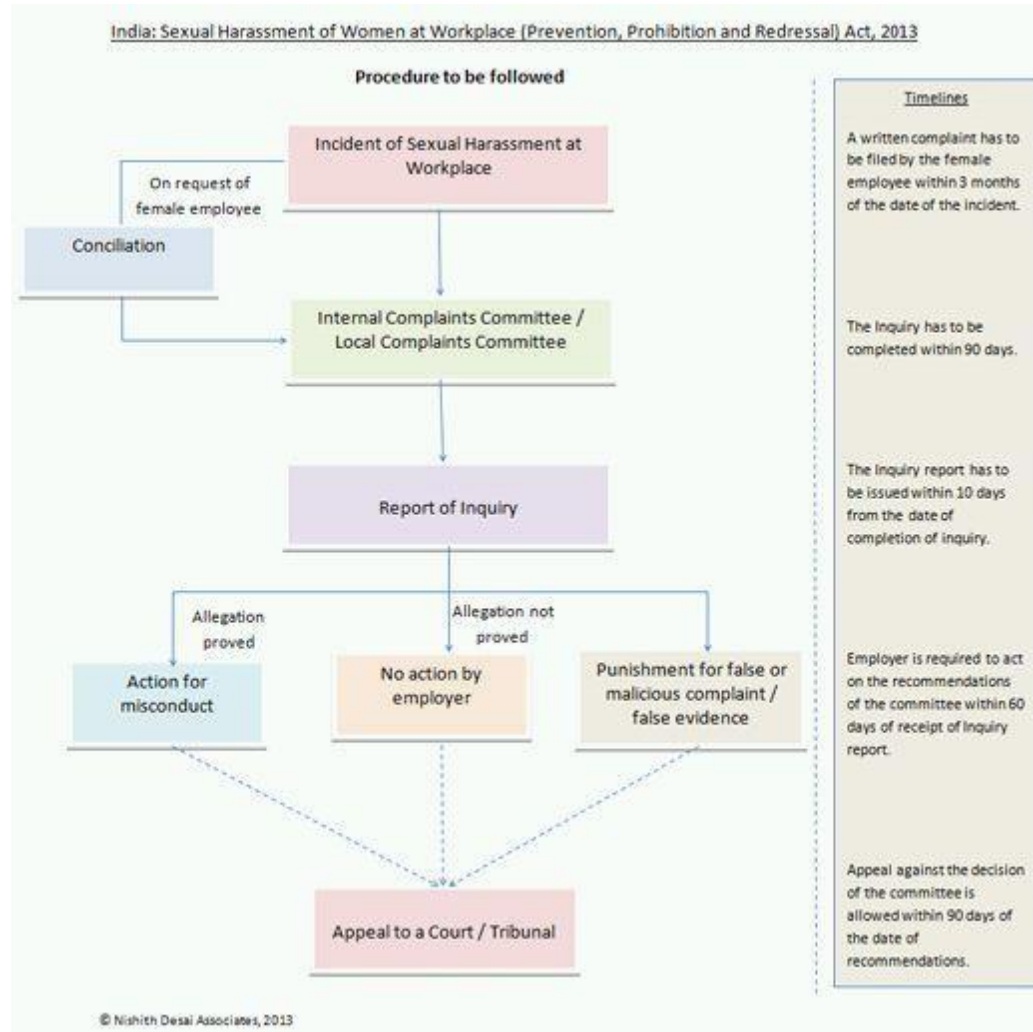 India: Sexual Harassment of Women at Workplace (Prevention, Prohibition and Redressal) Act, 2013
Procedure to be followed
Incident of Sexual Harassment at
Workplace
On request of
female employee
Conciliation
Internal Complaints Committee /
Local Complaints Committee
Report of Inquiry
Allegation
proved
Allegation not
proved
Action for
misconduct
No action by
employer
Punishment for false or
malicious complaint /
false evidence
Appeal to a Court / Tribunal
Timelines
A written complaint has to
be filed by the female
employee within 3 months
of the date of the incident.
The Inquiry has to be
completed within 90 days.
The Inquiry report has to
be issued within 10 days
from the date of
completion of inquiry.
Employer is required to act
on the recommendations
of the committee within 60
days of receipt of Inquiry
report.
Appeal against the decision
of the committee is
allowed within 90 days of
the date of
recommendations.
© Nishith Desai Associates, 2013